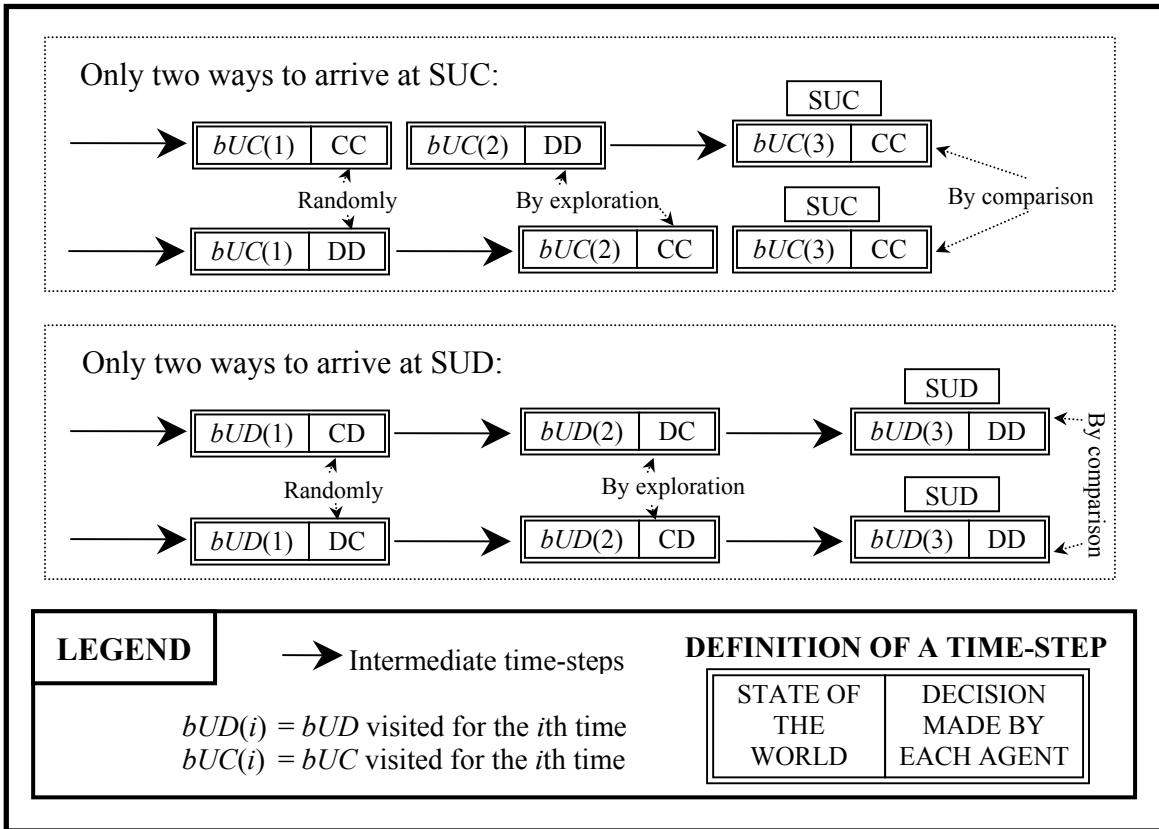 Only two ways to arrive at SUC:
SUC
bUC(1) CC bUC(2) DD bUC(3) CC
Randomly By exploration By comparison
SUC
bUC(1) DD bUC(2) CC bUC(3) CC
Only two ways to arrive at SUD:
SUD
bUD(1) CD bUD(2) DC bUD(3) DD
Randomly By exploration By comparison
SUD
bUD(1) DC bUD(2) CD bUD(3) DD
LEGEND
Intermediate time-steps
bUD(i) = bUD visited for the ith time
bUC(i) = bUC visited for the ith time
DEFINITION OF A TIME-STEP
STATE OF
THE
WORLD
DECISION
MADE BY
EACH AGENT